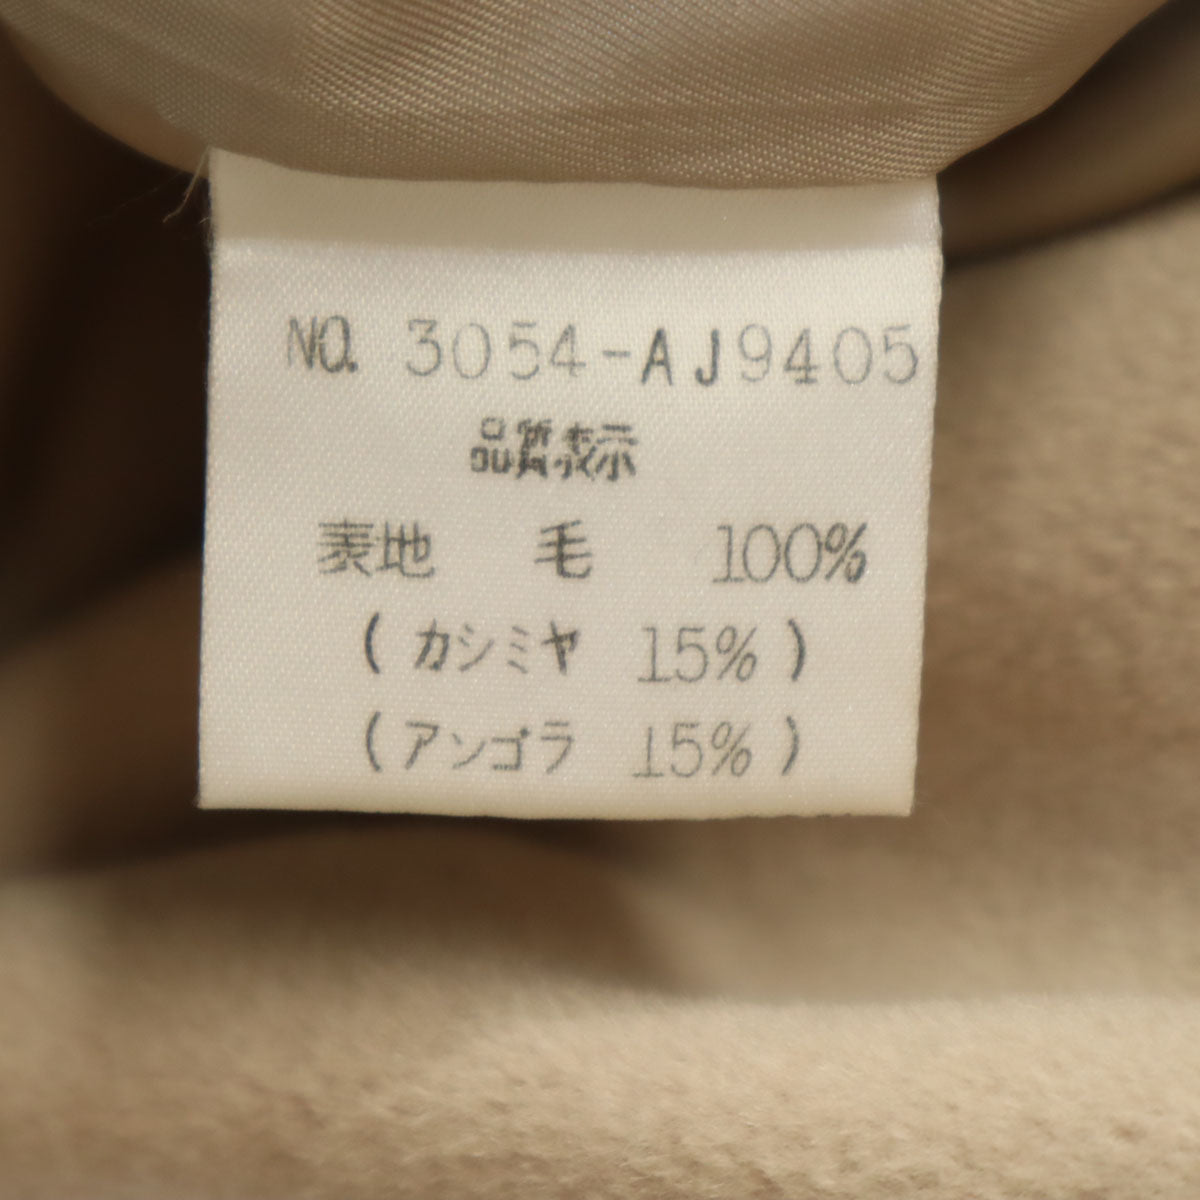 NO. 3054-AJ9405
品質表示
表地 毛 100%
(カシミヤ 15%)
(アンゴラ 15%)